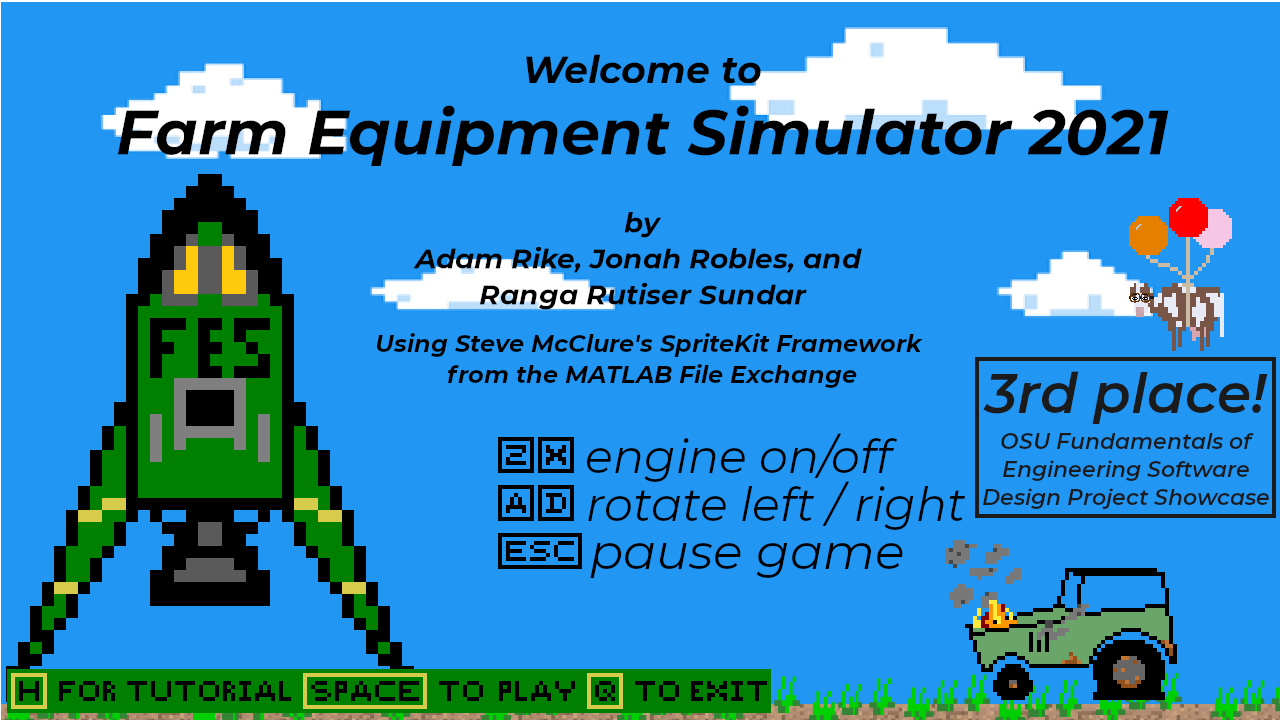 Welcome to
Farm Equipment Simulator 2021
by
Adam Rike, Jonah Robles, and
Ranga Rutiser Sundar
Using Steve McClure's SpriteKit Framework
from the MATLAB File Exchange
FES
3rd place!
OSU Fundamentals of
Engineering Software
Design Project Showcase
Z X engine on/off
A D rotate left / right
ESC pause game
H FOR TUTORIAL SPACE TO PLAY Q TO EXIT